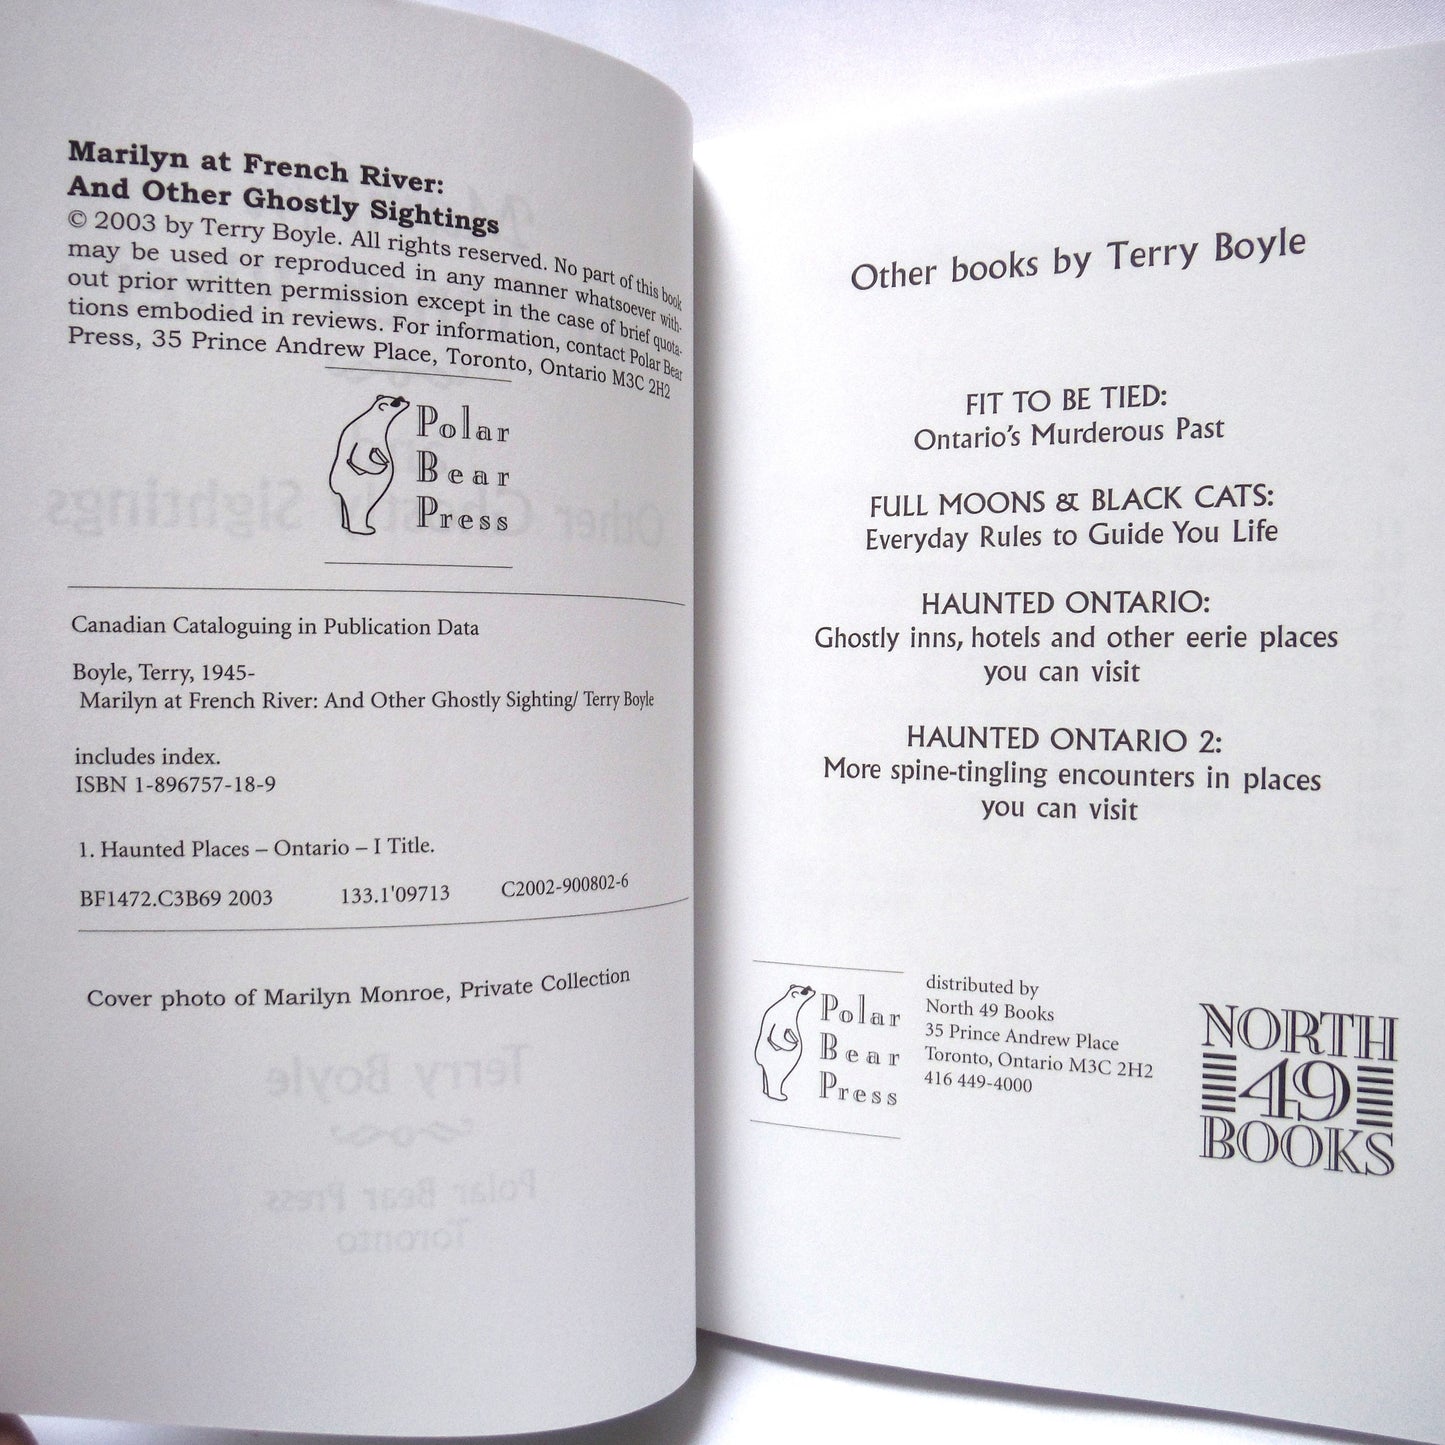 Marilyn at French River:
And Other Ghostly Sightings
© 2003 by Terry Boyle. All rights reserved. No part of this book
may be used or reproduced in any manner whatsoever with-
out prior written permission except in the case of brief quota-
tions embodied in reviews. For information, contact Polar Bear
Press, 35 Prince Andrew Place, Toronto, Ontario M3C 2H2
Polar
Bear
Press
Canadian Cataloguing in Publication Data
Boyle, Terry, 1945-
Marilyn at French River: And Other Ghostly Sighting/ Terry Boyle
includes index.
ISBN 1-896757-18-9
1. Haunted Places – Ontario – I Title.
BF1472.C3B69 2003 133.1'09713 C2002-900802-6
Cover photo of Marilyn Monroe, Private Collection
Other books by Terry Boyle
FIT TO BE TIED:
Ontario's Murderous Past
FULL MOONS & BLACK CATS:
Everyday Rules to Guide You Life
HAUNTED ONTARIO:
Ghostly inns, hotels and other eerie places
you can visit
HAUNTED ONTARIO 2:
More spine-tingling encounters in places
you can visit
Polar
Bear
Press
distributed by
North 49 Books
35 Prince Andrew Place
Toronto, Ontario M3C 2H2
416 449-4000
NORTH
49
BOOKS